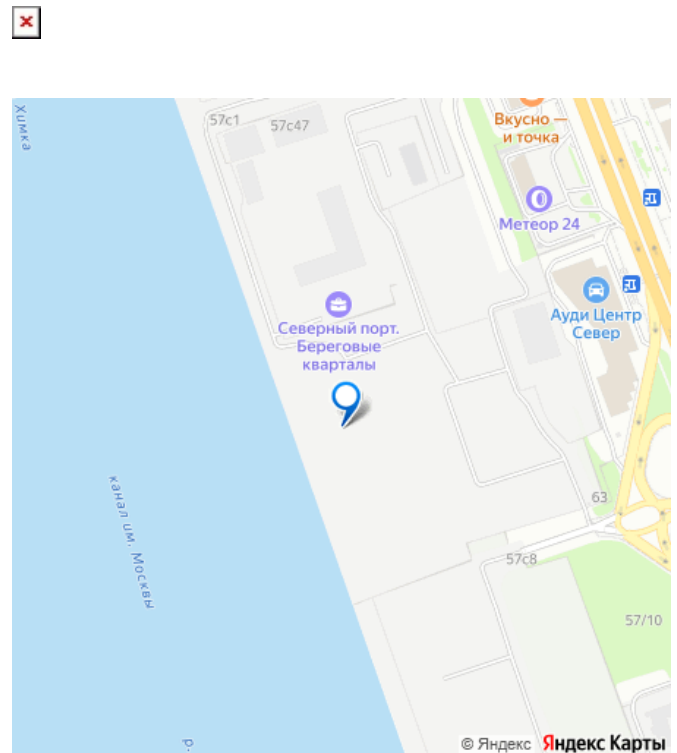 Химка
57с1
57с47
Вкусно —
и точка
Метеор 24
Ауди Центр
Север
Северный порт.
Береговые
кварталы
канал им. Москвы
63
57с8
57/10
р.
© Яндекс Яндекс Карты